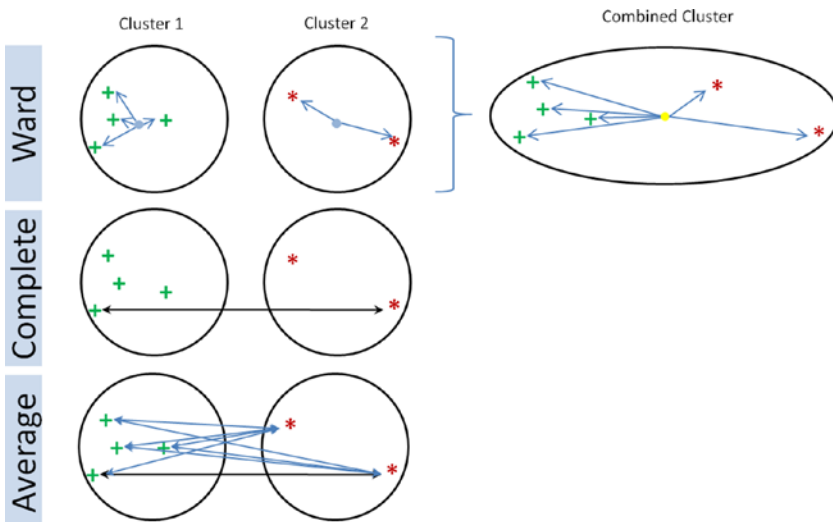 Cluster 1
Cluster 2
Combined Cluster
Ward
Complete
Average